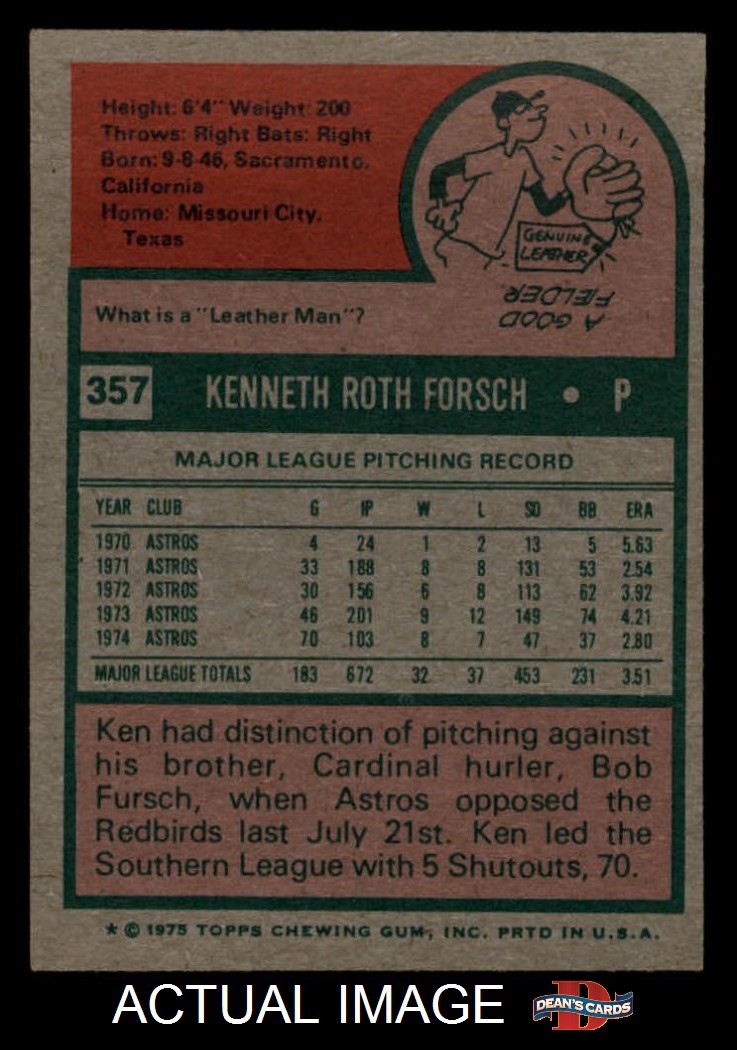 Height: 6'4" Weight: 200
Throws: Right Bats: Right
Born: 9-8-46, Sacramento,
California
Home: Missouri City,
Texas
GENUINE
LEATHER
What is a "Leather Man"?
A GOOD
FIELDER
357 KENNETH ROTH FORSCH • P
MAJOR LEAGUE PITCHING RECORD
YEAR CLUB G IP W L SO BB ERA
1970 ASTROS 4 24 1 2 13 5 5.63
1971 ASTROS 33 188 8 8 131 53 2.54
1972 ASTROS 30 156 6 8 113 62 3.92
1973 ASTROS 46 201 9 12 149 74 4.21
1974 ASTROS 70 103 8 7 47 37 2.80
MAJOR LEAGUE TOTALS 183 672 32 37 453 231 3.51
Ken had distinction of pitching against
his brother, Cardinal hurler, Bob
Fursch, when Astros opposed the
Redbirds last July 21st. Ken led the
Southern League with 5 Shutouts, 70.
* © 1975 TOPPS CHEWING GUM, INC. PRTD IN U.S.A.
ACTUAL IMAGE
D
DEAN'S CARDS